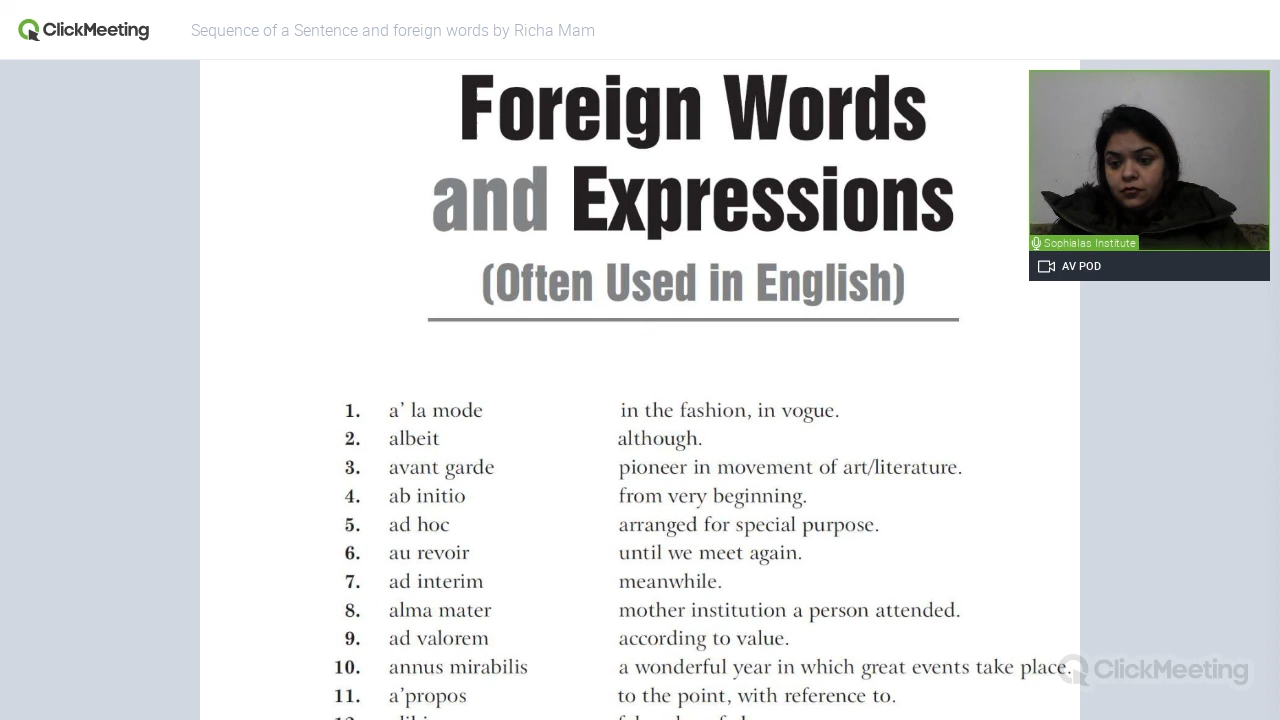 ClickMeeting
Sequence of a Sentence and foreign words by Richa Mam
Foreign Words
and Expressions
(Often Used in English)
Sophialas Institute
AV POD
1. a’ la mode in the fashion, in vogue.
2. albeit although.
3. avant garde pioneer in movement of art/literature.
4. ab initio from very beginning.
5. ad hoc arranged for special purpose.
6. au revoir until we meet again.
7. ad interim meanwhile.
8. alma mater mother institution a person attended.
9. ad valorem according to value.
10. annus mirabilis a wonderful year in which great events take place.
11. a’propos to the point, with reference to.
ClickMeeting